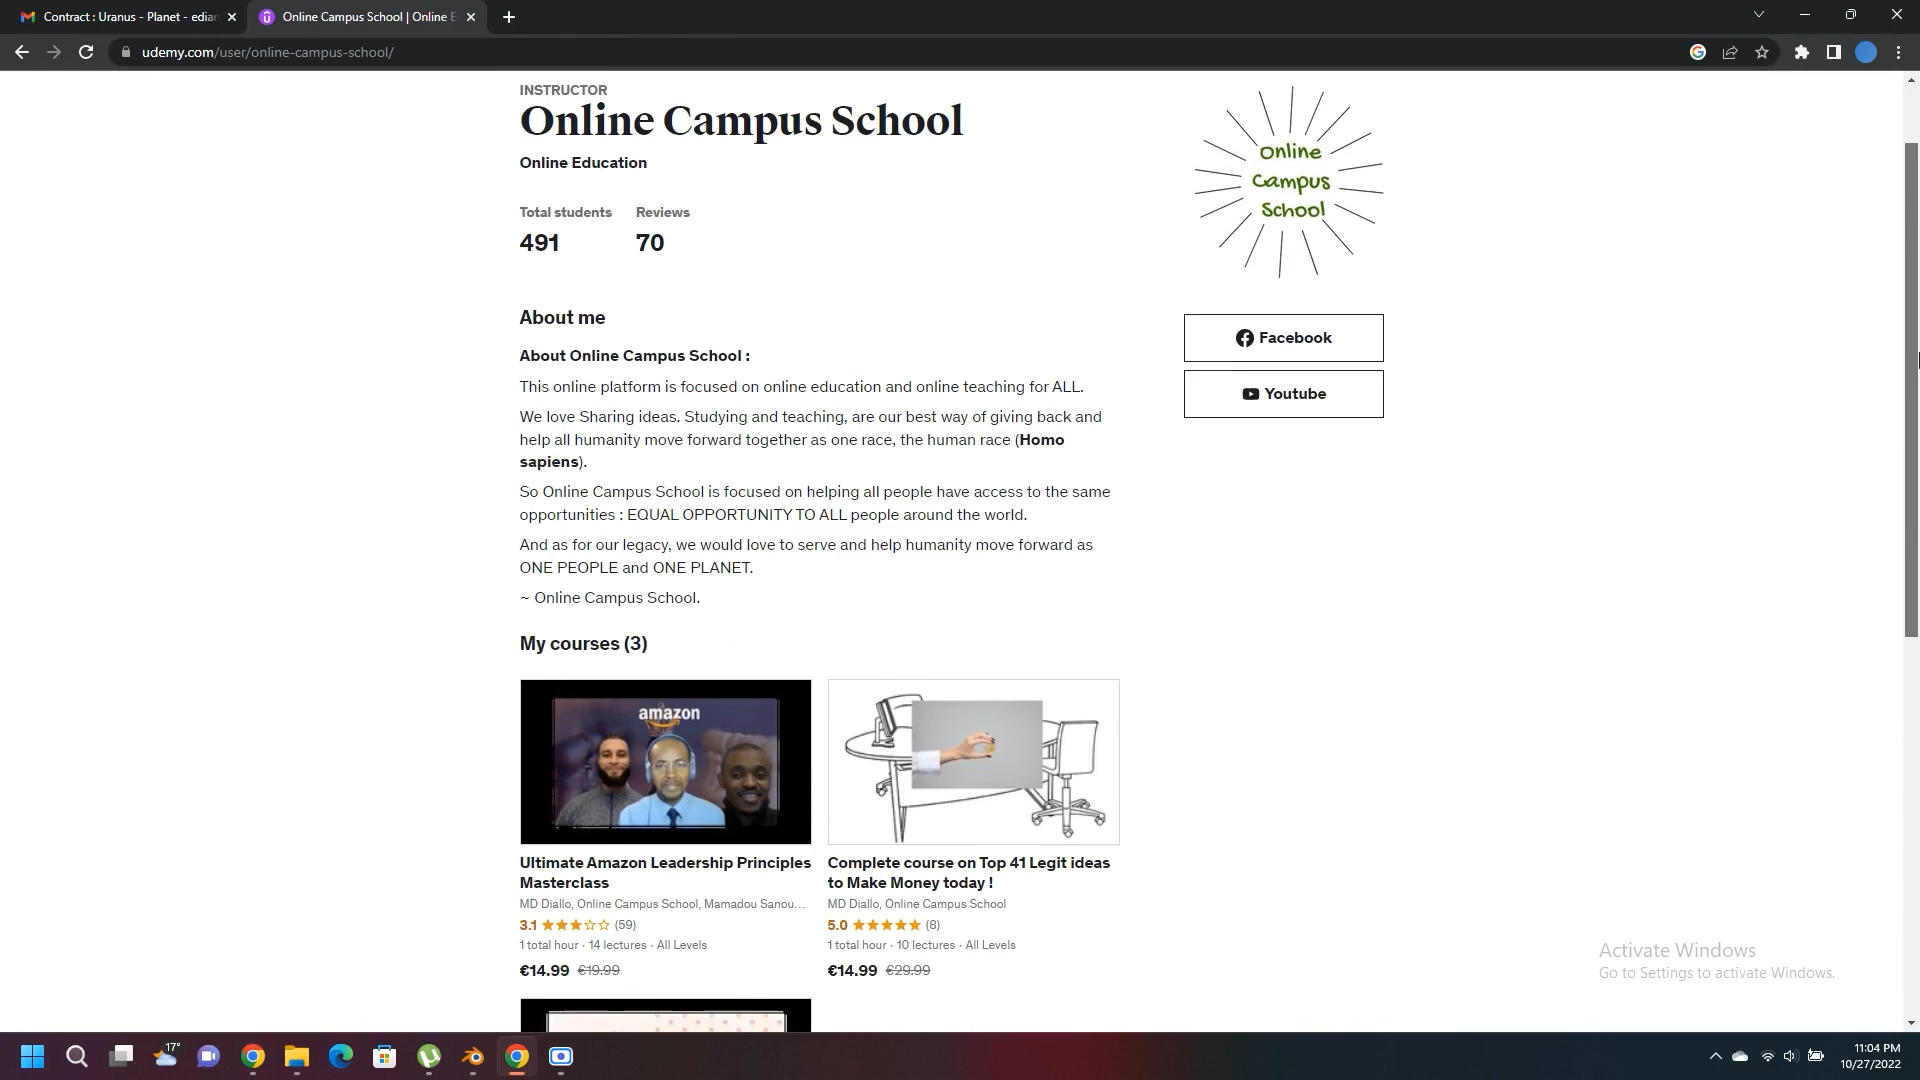 Contract : Uranus - Planet - edian
Online Campus School | Online E
udemy.com/user/online-campus-school/
INSTRUCTOR
Online Campus School
Online Education
Total students Reviews
491 70
Online
Campus
School
About me
Facebook
Youtube
About Online Campus School :
This online platform is focused on online education and online teaching for ALL.
We love Sharing ideas. Studying and teaching, are our best way of giving back and
help all humanity move forward together as one race, the human race (Homo
sapiens).
So Online Campus School is focused on helping all people have access to the same
opportunities : EQUAL OPPORTUNITY TO ALL people around the world.
And as for our legacy, we would love to serve and help humanity move forward as
ONE PEOPLE and ONE PLANET.
~ Online Campus School.
My courses (3)
amazon
Ultimate Amazon Leadership Principles
Masterclass
MD Diallo, Online Campus School, Mamadou Sanou...
3.1 (59)
1 total hour · 14 lectures · All Levels
€14.99 €19.99
Complete course on Top 41 Legit ideas
to Make Money today !
MD Diallo, Online Campus School
5.0 (8)
1 total hour · 10 lectures · All Levels
€14.99 €29.99
Activate Windows
Go to Settings to activate Windows.
17°
11:04 PM
10/27/2022